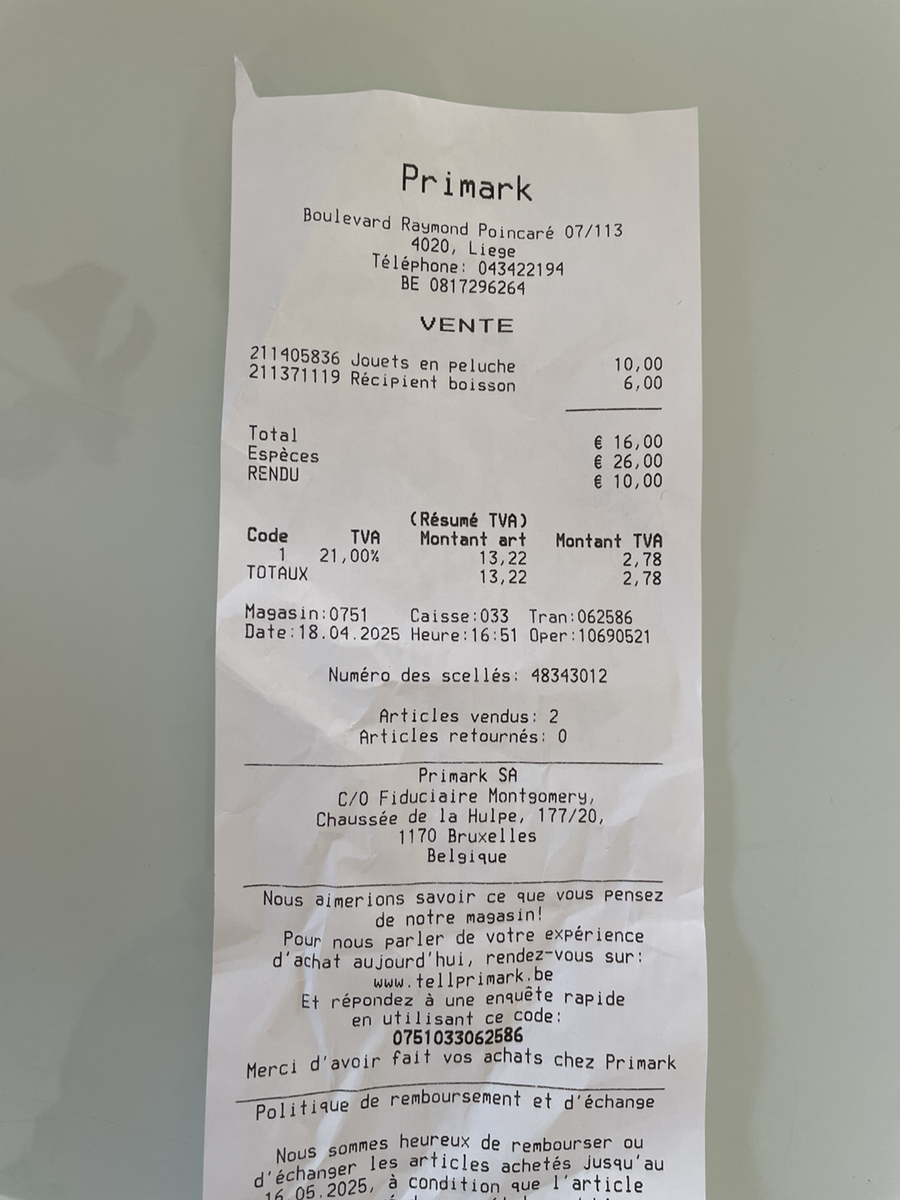 Primark
Boulevard Raymond Poincaré 07/113
4020, Liege
Téléphone: 043422194
BE 0817296264
VENTE
211405836 Jouets en peluche 10,00
211371119 Récipient boisson 6,00
Total € 16,00
Espèces € 26,00
RENDU € 10,00
(Résumé TVA)
Code TVA Montant art Montant TVA
1 21,00% 13,22 2,78
TOTAUX 13,22 2,78
Magasin:0751 Caisse:033 Tran:062586
Date:18.04.2025 Heure:16:51 Oper:10690521
Numéro des scellés: 48343012
Articles vendus: 2
Articles retournés: 0
Primark SA
C/O Fiduciaire Montgomery,
Chaussée de la Hulpe, 177/20,
1170 Bruxelles
Belgique
Nous aimerions savoir ce que vous pensez
de notre magasin!
Pour nous parler de votre expérience
d'achat aujourd'hui, rendez-vous sur:
www.tellprimark.be
Et répondez à une enquête rapide
en utilisant ce code:
0751033062586
Merci d'avoir fait vos achats chez Primark
Politique de remboursement et d'échange
Nous sommes heureux de rembourser ou
d'échanger les articles achetés jusqu'au
16.05.2025, à condition que l'article